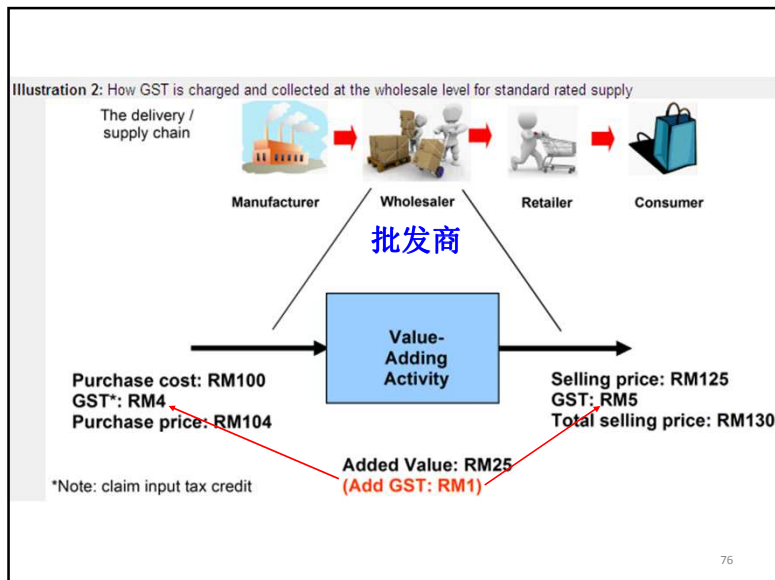 Illustration 2: How GST is charged and collected at the wholesale level for standard rated supply
The delivery /
supply chain
Manufacturer
Wholesaler
Retailer
Consumer
批发商
Value-
Adding
Activity
Purchase cost: RM100
GST*: RM4
Purchase price: RM104
Selling price: RM125
GST: RM5
Total selling price: RM130
Added Value: RM25
(Add GST: RM1)
*Note: claim input tax credit
76